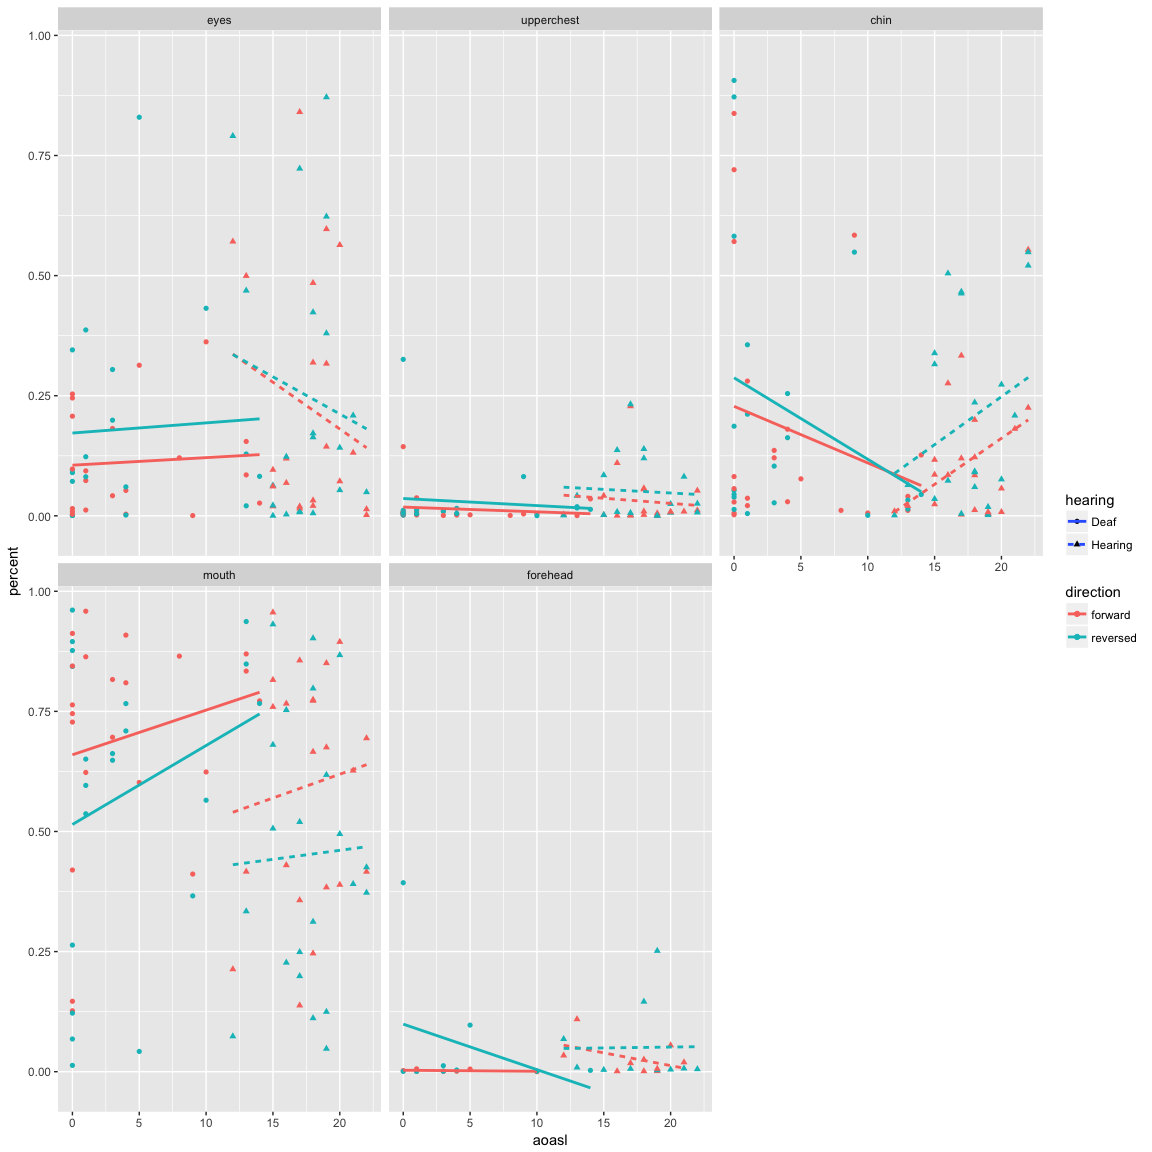 eyes
upperchest
chin
1.00
0.75
0.50
0.25
0.00
0 5 10 15 20
mouth
forehead
1.00
0.75
0.50
0.25
0.00
0 5 10 15 20
0 5 10 15 20
percent
aoasl
hearing
Deaf
Hearing
direction
forward
reversed